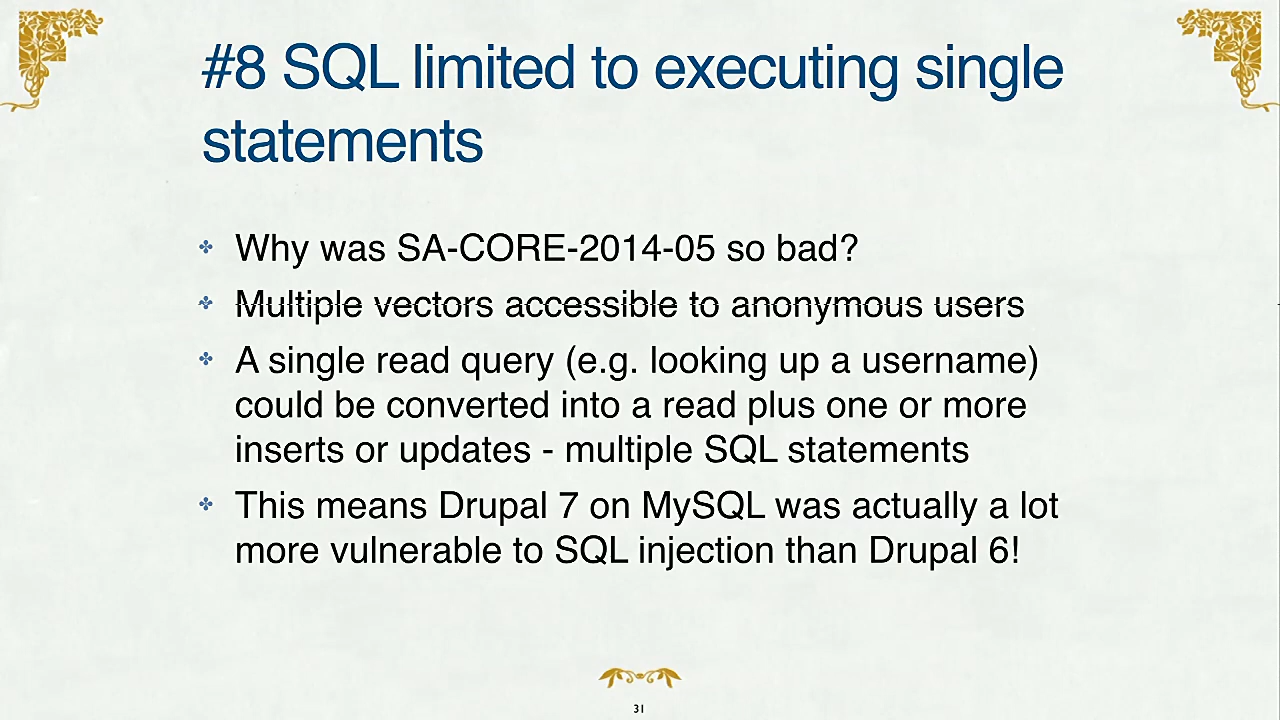 #8 SQL limited to executing single
statements
Why was SA-CORE-2014-05 so bad?
Multiple vectors accessible to anonymous users
A single read query (e.g. looking up a username)
could be converted into a read plus one or more
inserts or updates - multiple SQL statements
This means Drupal 7 on MySQL was actually a lot
more vulnerable to SQL injection than Drupal 6!
31